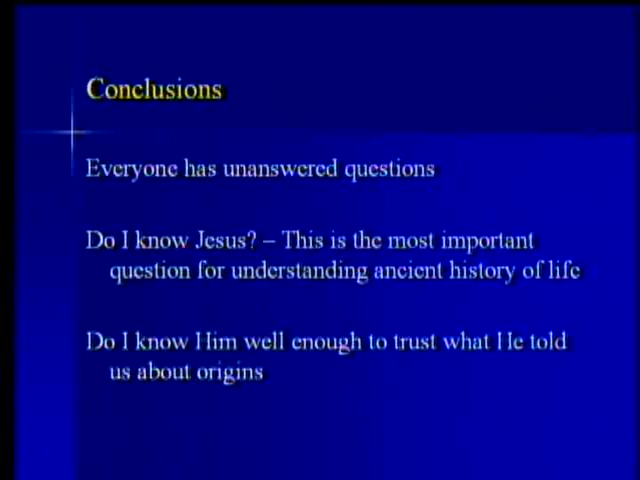 Conclusions
Everyone has unanswered questions
Do I know Jesus? – This is the most important
question for understanding ancient history of life
Do I know Him well enough to trust what He told
us about origins